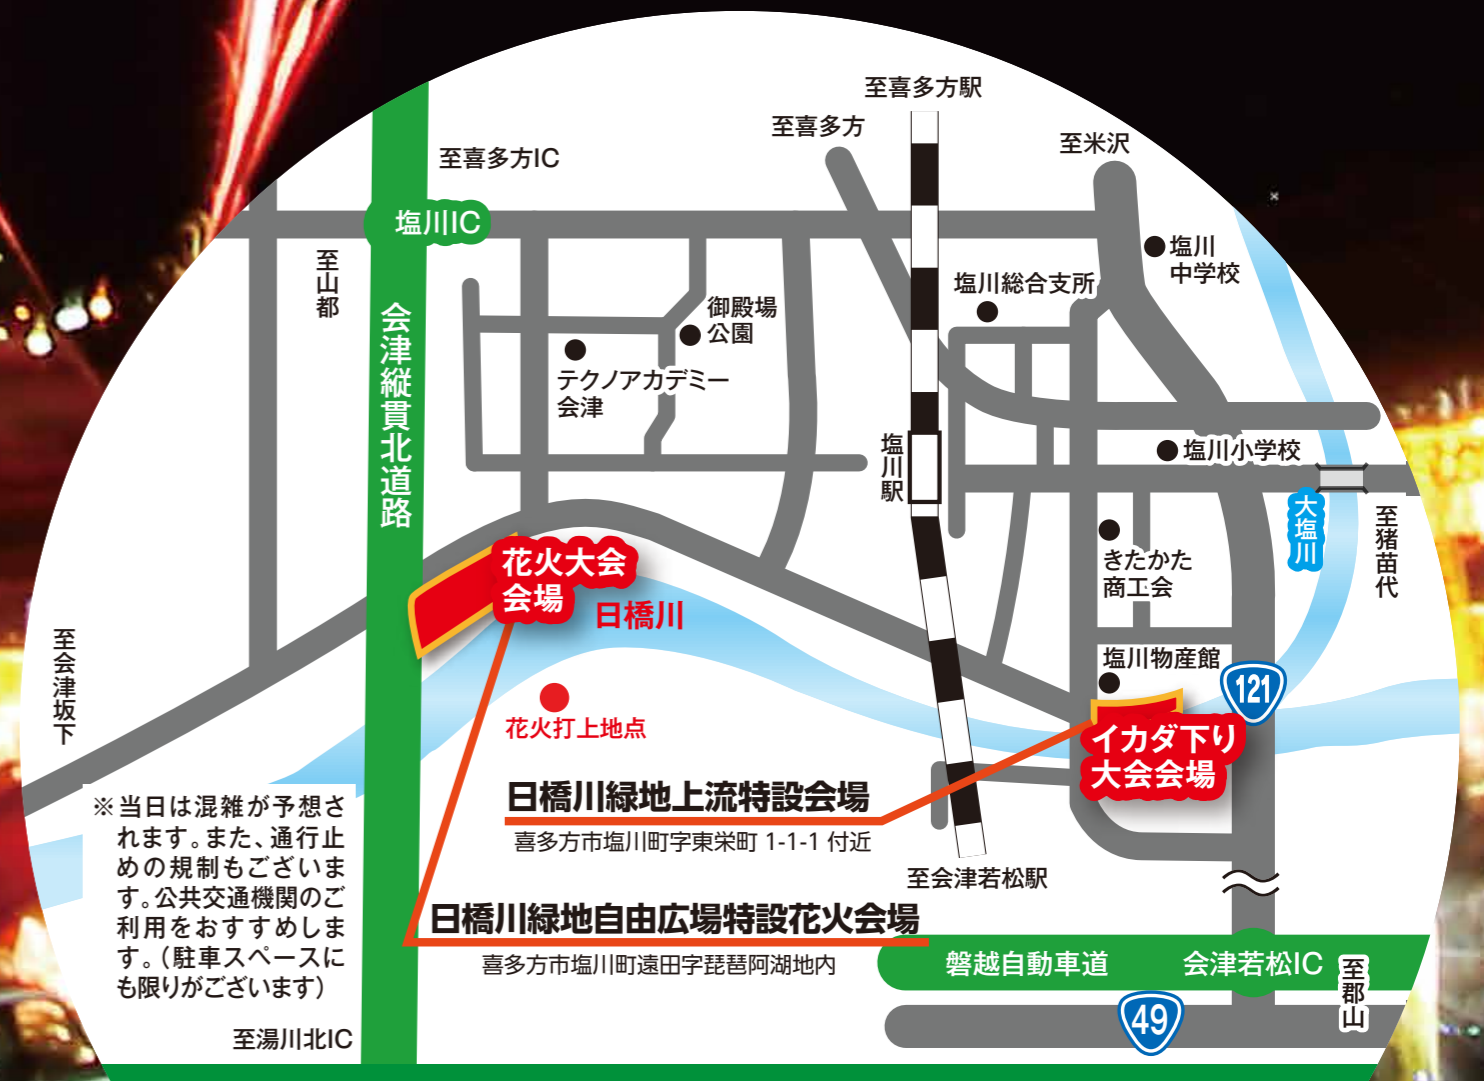 至喜多方駅
至喜多方
至米沢
至喜多方IC
塩川IC
至山都
塩川
中学校
塩川総合支所
御殿場
公園
会津縦貫北道路
テクノアカデミー
会津
塩川駅
塩川小学校
大塩川
至猪苗代
きたかた
商工会
花火大会
会場
日橋川
至会津坂下
塩川物産館
121
花火打上地点
イカダ下り
大会会場
日橋川緑地上流特設会場
喜多方市塩川町字東栄町 1-1-1 付近
※当日は混雑が予想さ
れます。また、通行止
めの規制もございま
す。公共交通機関のご
利用をおすすめしま
す。(駐車スペースに
も限りがございます)
至会津若松駅
日橋川緑地自由広場特設花火会場
喜多方市塩川町遠田字琵琶阿湖地内
磐越自動車道
会津若松IC
至郡山
49
至湯川北IC